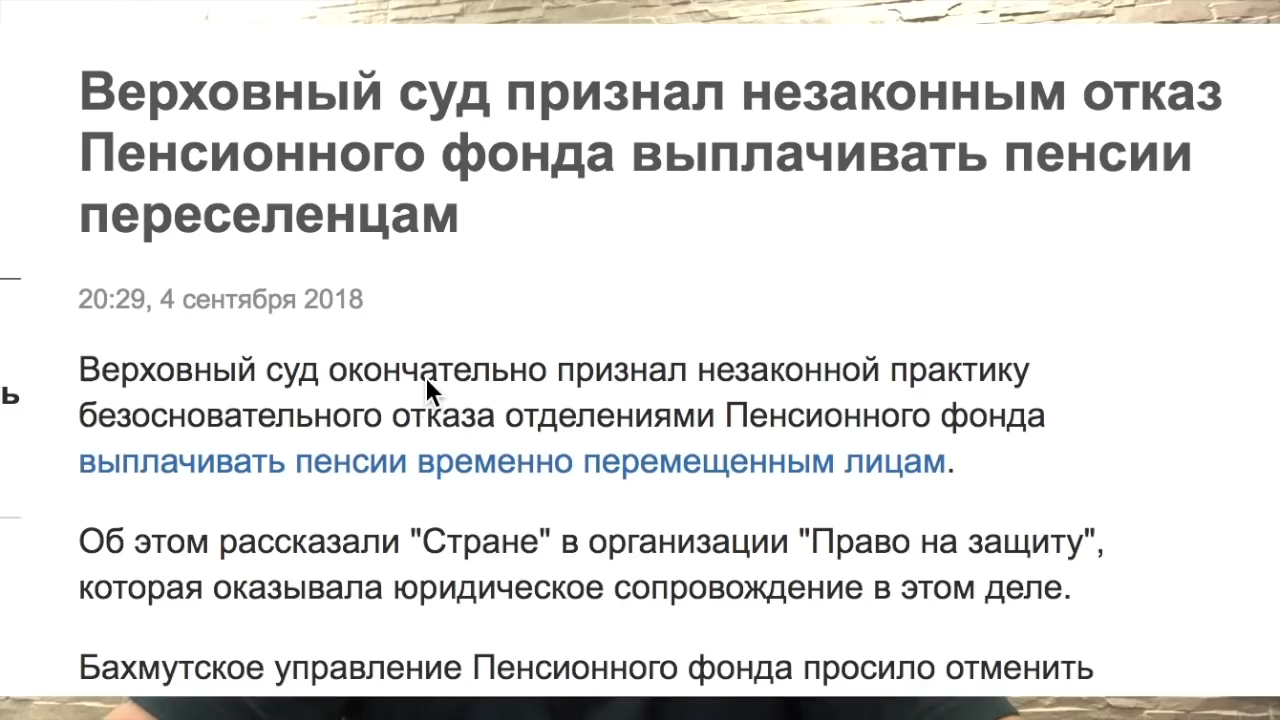 Верховный суд признал незаконным отказ
Пенсионного фонда выплачивать пенсии
переселенцам
20:29, 4 сентября 2018
Верховный суд окончательно признал незаконной практику
ь
безосновательного отказа отделениями Пенсионного фонда
выплачивать пенсии временно перемещенным лицам.
Об этом рассказали "Стране" в организации "Право на защиту",
которая оказывала юридическое сопровождение в этом деле.
Бахмутское управление Пенсионного фонда просило отменить